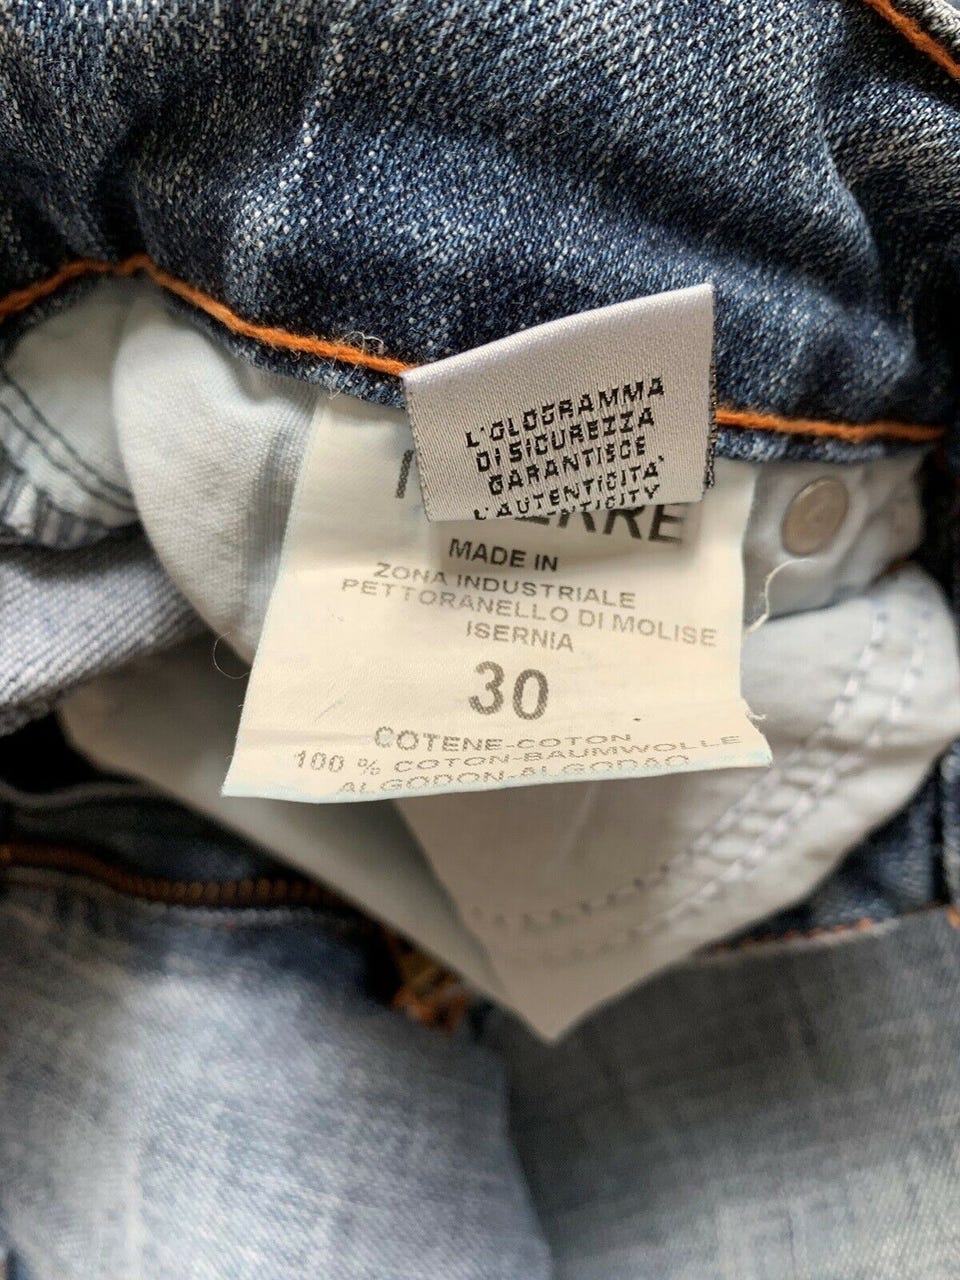 L'OLOGRAMMA
DI SICUREZZA
GARANTISCE
L'AUTENTICITA'
MADE IN
ZONA INDUSTRIALE
PETTORANELLO DI MOLISE
ISERNIA
30
COTENE-COTON
100 % COTON-BAUMWOLLE
ALGODON-ALGODAO